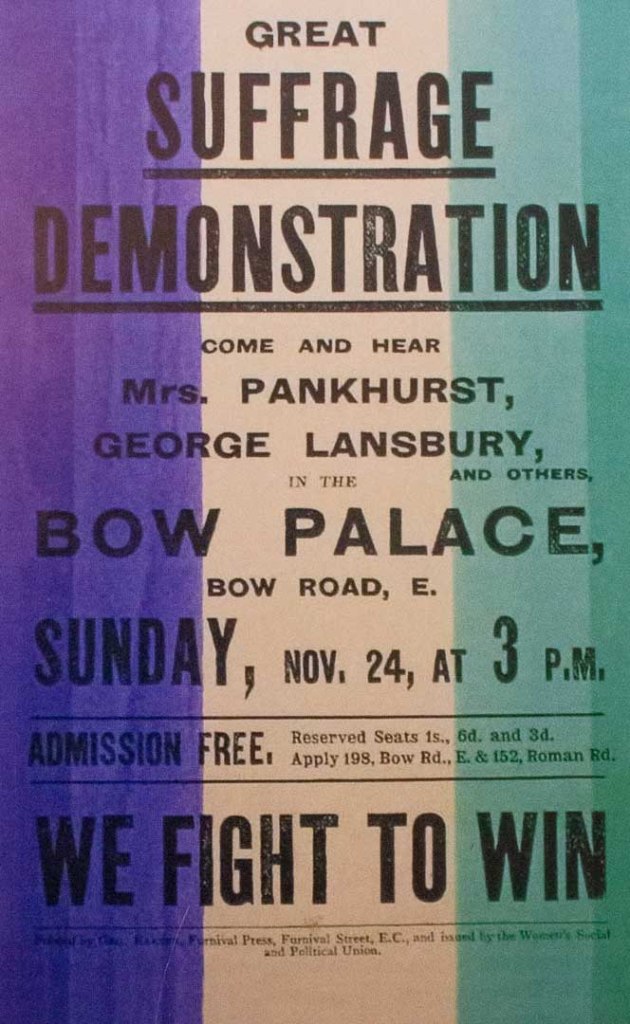 GREAT
SUFFRAGE
DEMONSTRATION
COME AND HEAR
Mrs. PANKHURST,
GEORGE LANSBURY,
AND OTHERS,
IN THE
BOW PALACE,
BOW ROAD, E.
SUNDAY, NOV. 24, AT 3 P.M.
ADMISSION FREE. Reserved Seats 1s., 6d. and 3d.
Apply 198, Bow Rd., E. & 152, Roman Rd.
WE FIGHT TO WIN
Printed by Furnival Press, Furnival Street, E.C., and issued by the Women's Social
and Political Union.